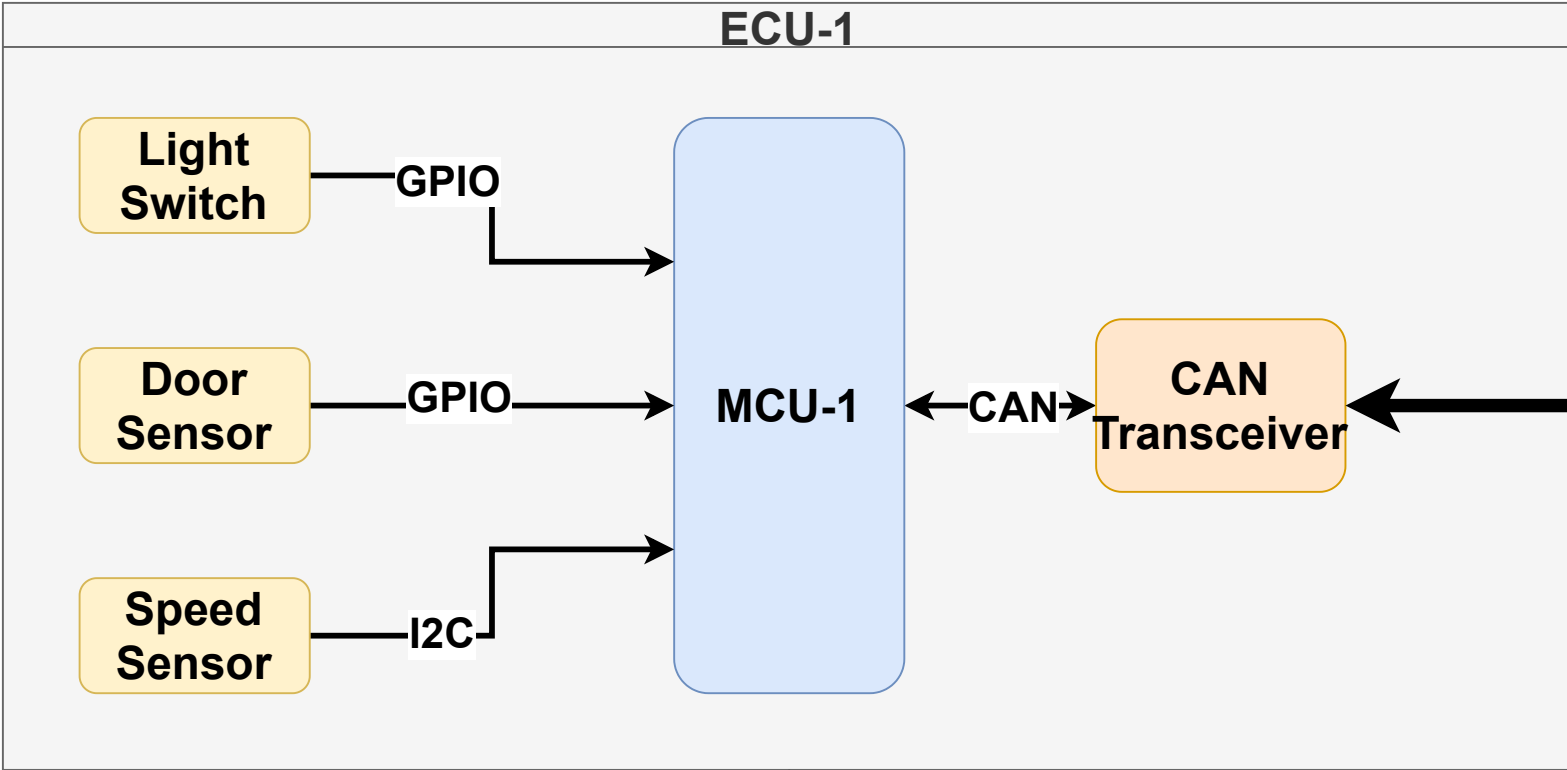 ECU-1
Light
Switch
GPIO
Door
Sensor
GPIO
MCU-1
CAN
CAN
Transceiver
Speed
Sensor
I2C